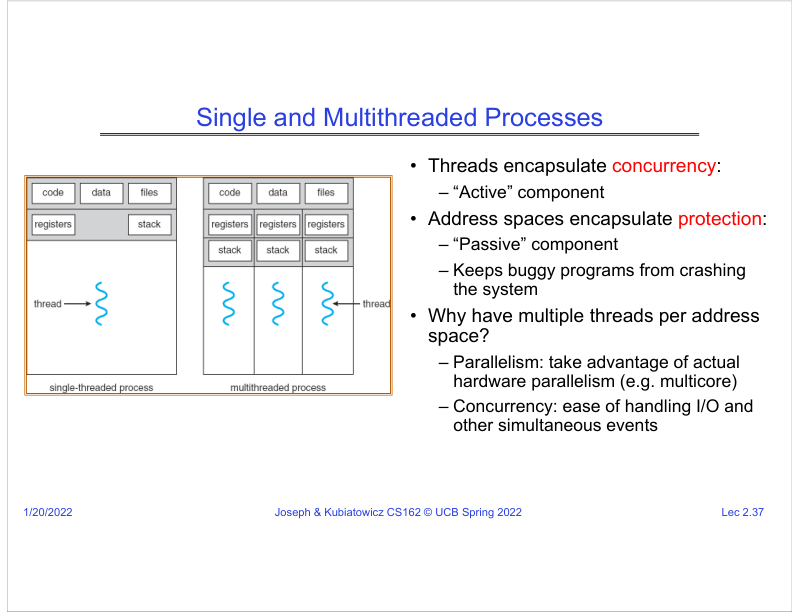 Single and Multithreaded Processes
code data files
registers stack
thread
single-threaded process
code data files
registers registers registers
stack stack stack
thread
multithreaded process
• Threads encapsulate concurrency:
– “Active” component
• Address spaces encapsulate protection:
– “Passive” component
– Keeps buggy programs from crashing
the system
• Why have multiple threads per address
space?
– Parallelism: take advantage of actual
hardware parallelism (e.g. multicore)
– Concurrency: ease of handling I/O and
other simultaneous events
1/20/2022
Joseph & Kubiatowicz CS162 © UCB Spring 2022
Lec 2.37